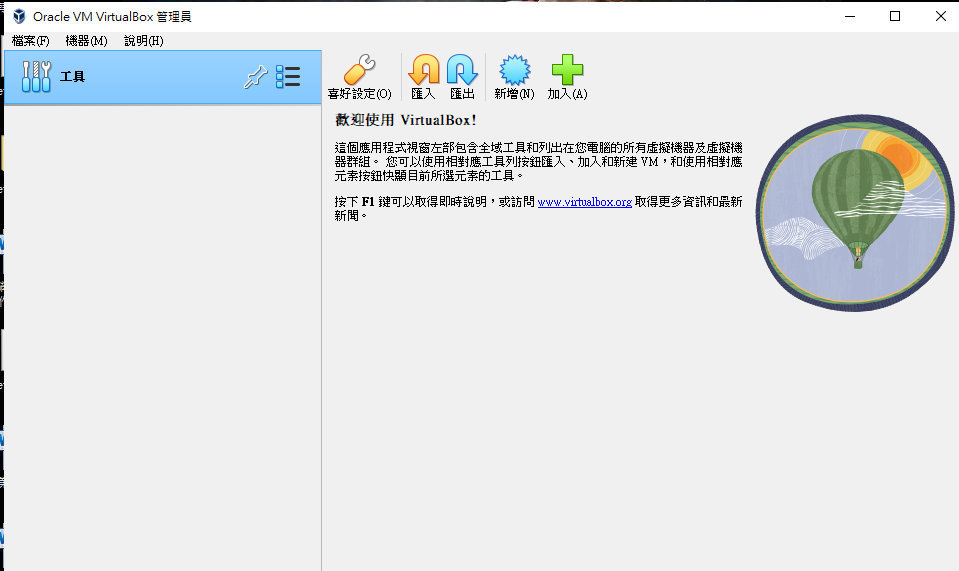 Oracle VM VirtualBox 管理員
檔案(F) 機器(M) 說明(H)
工具
喜好設定(O) 匯入 匯出 新增(N) 加入(A)
歡迎使用 VirtualBox!
這個應用程式視窗左部包含全域工具和列出在您電腦的所有虛擬機器及虛擬機
器群組。 您可以使用相對應工具列按鈕匯入、加入和新建 VM，和使用相對應
元素按鈕快顯目前所選元素的工具。
按下 F1 鍵可以取得即時說明，或訪問 www.virtualbox.org 取得更多資訊和最新
新聞。